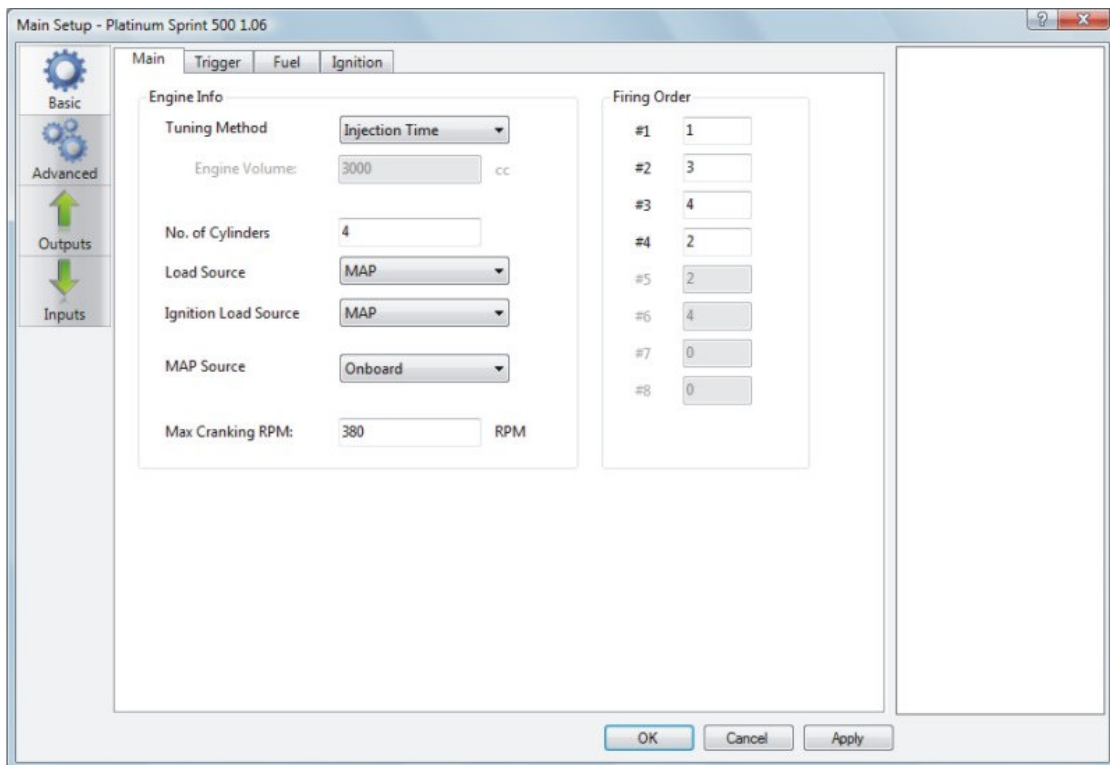 Main Setup - Platinum Sprint 500 1.06
?
X
Basic
Advanced
Outputs
Inputs
Main Trigger Fuel Ignition
Engine Info
Tuning Method Injection Time
Engine Volume: 3000 cc
No. of Cylinders 4
Load Source MAP
Ignition Load Source MAP
MAP Source Onboard
Max Cranking RPM: 380 RPM
Firing Order
#1 1
#2 3
#3 4
#4 2
#5 2
#6 4
#7 0
#8 0
OK Cancel Apply